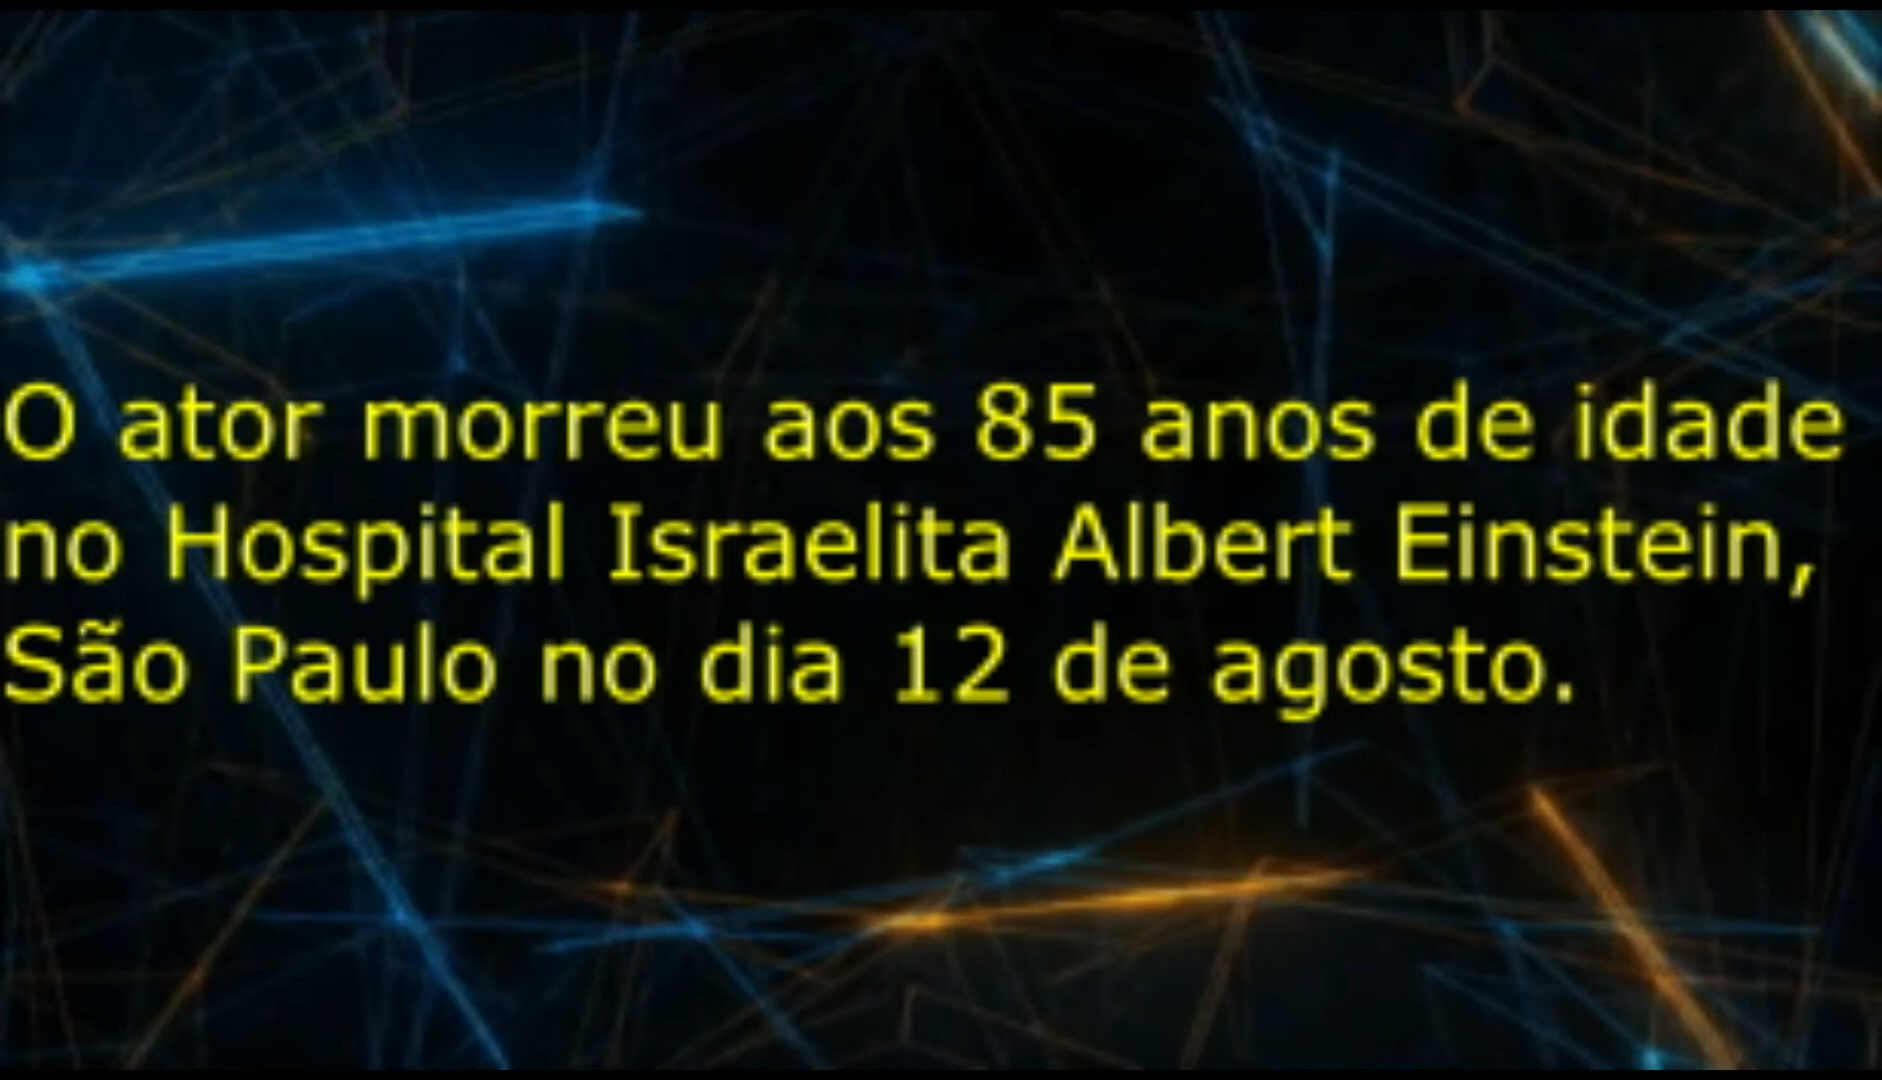 O ator morreu aos 85 anos de idade
no Hospital Israelita Albert Einstein,
São Paulo no dia 12 de agosto.